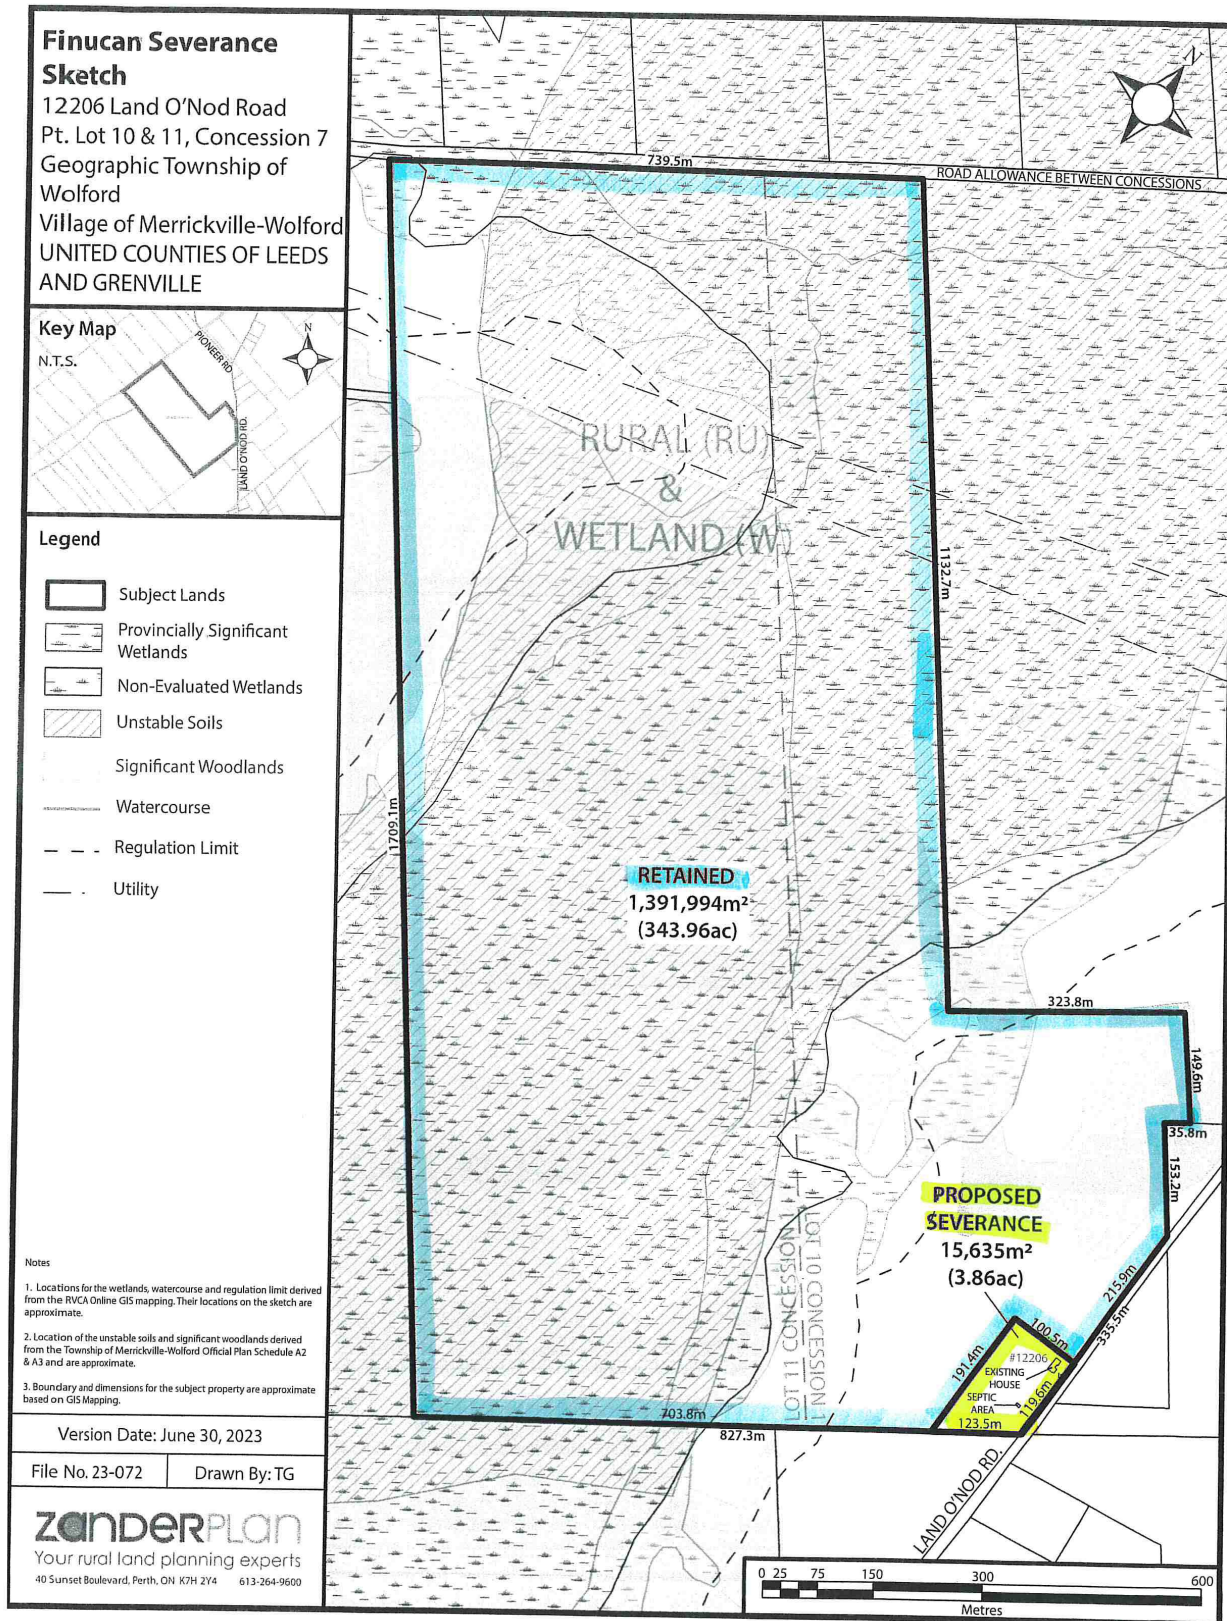 Finucan Severance
Sketch
12206 Land O'Nod Road
Pt. Lot 10 & 11, Concession 7
Geographic Township of
Wolford
Village of Merrickville-Wolford
UNITED COUNTIES OF LEEDS
AND GRENVILLE
Key Map
N.T.S.
N
PIONEER RD
LAND O'NOD RD.
Legend
Subject Lands
Provincially Significant
Wetlands
Non-Evaluated Wetlands
Unstable Soils
Significant Woodlands
Watercourse
Regulation Limit
Utility
Notes
1. Locations for the wetlands, watercourse and regulation limit derived
from the RVCA Online GIS mapping. Their locations on the sketch are
approximate.
2. Location of the unstable soils and significant woodlands derived
from the Township of Merrickville-Wolford Official Plan Schedule A2
& A3 and are approximate.
3. Boundary and dimensions for the subject property are approximate
based on GIS Mapping.
Version Date: June 30, 2023
File No. 23-072
Drawn By: TG
ZANDERPLAN
Your rural land planning experts
40 Sunset Boulevard, Perth, ON K7H 2Y4 613-264-9600
N
739.5m
ROAD ALLOWANCE BETWEEN CONCESSIONS
RURAL (RU)
&
WETLAND (W)
1132.7m
1709.1m
RETAINED
1,391,994m²
(343.96ac)
323.8m
149.6m
35.8m
153.2m
PROPOSED
SEVERANCE
15,635m²
(3.86ac)
LOT 11 CONCESSION 1
LOT 10 CONCESSION 1
215.9m
335.5m
100.5m
191.4m
#12206
EXISTING
HOUSE
SEPTIC
AREA
119.6m
123.5m
703.8m
827.3m
LAND O'NOD RD.
0 25 75 150 300 600
Metres